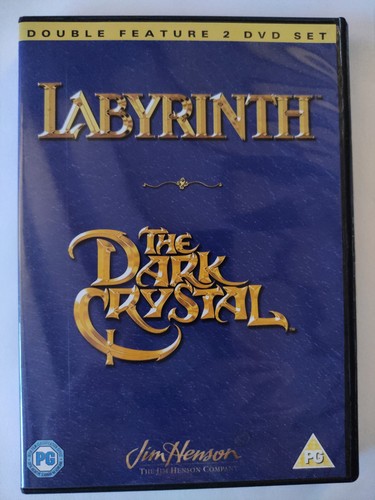 DOUBLE FEATURE 2 DVD SET
LABYRINTH
THE
DARK
CRYSTAL
Jim Henson
THE JIM HENSON COMPANY
PG
PG